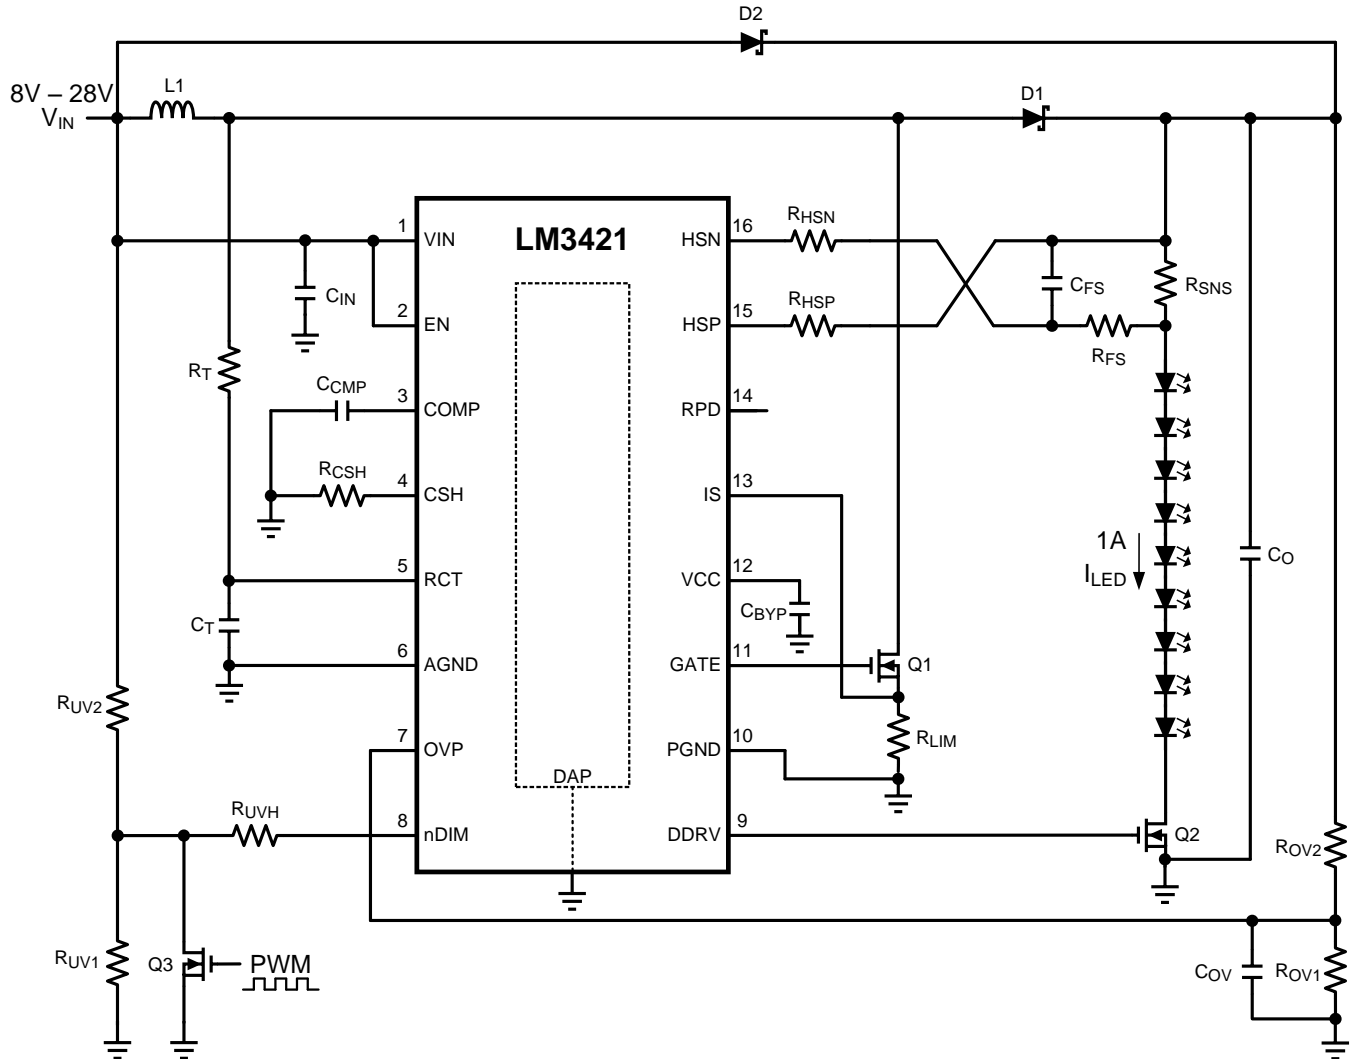 D2
8V – 28V
VIN
L1
D1
LM3421
1
VIN
2
EN
3
COMP
4
CSH
5
RCT
6
AGND
7
OVP
8
nDIM
16
HSN
15
HSP
14
RPD
13
IS
12
VCC
11
GATE
10
PGND
9
DDRV
DAP
CIN
RT
CCMP
RCSH
CT
RUV2
RUVH
RUV1
Q3
PWM
RHSN
RHSP
CFS
RFS
RSNS
CBYP
Q1
RLIM
1A
ILED
CO
Q2
ROV2
COV
ROV1